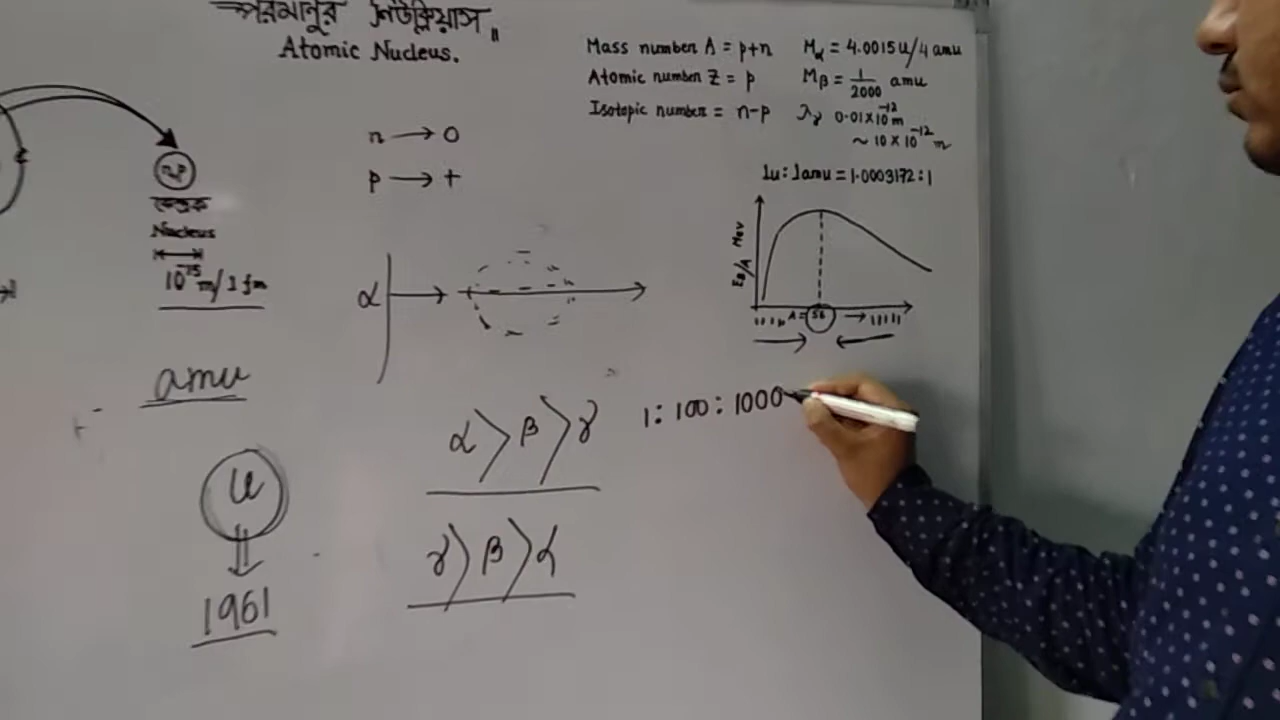 পরমানুর নিউক্লিয়াস
Atomic Nucleus.
Mass number A = p+n
Atomic number Z = p
Isotopic number = n-p
Mα = 4.0015u/4 amu
Mβ = 1/2000 amu
λγ 0.01×10⁻¹²m
~ 10×10⁻¹² m
1u : 1amu = 1.0003172 : 1
n → 0
p → +
Nucleus
10⁻¹⁵m/1 fm
amu
u
1961
α
α > β > γ
γ > β > α
EB/A Mev
A = 56
1 : 100 : 1000